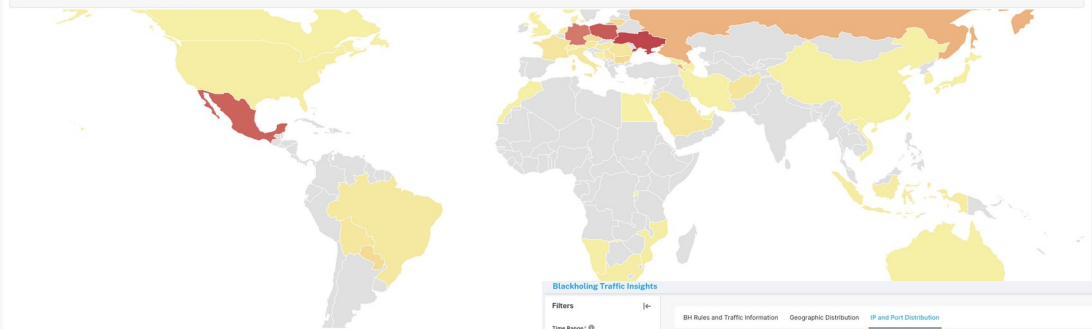 Blackholing Traffic Insights
Filters
BH Rules and Traffic Information Geographic Distribution IP and Port Distribution
Time Range*